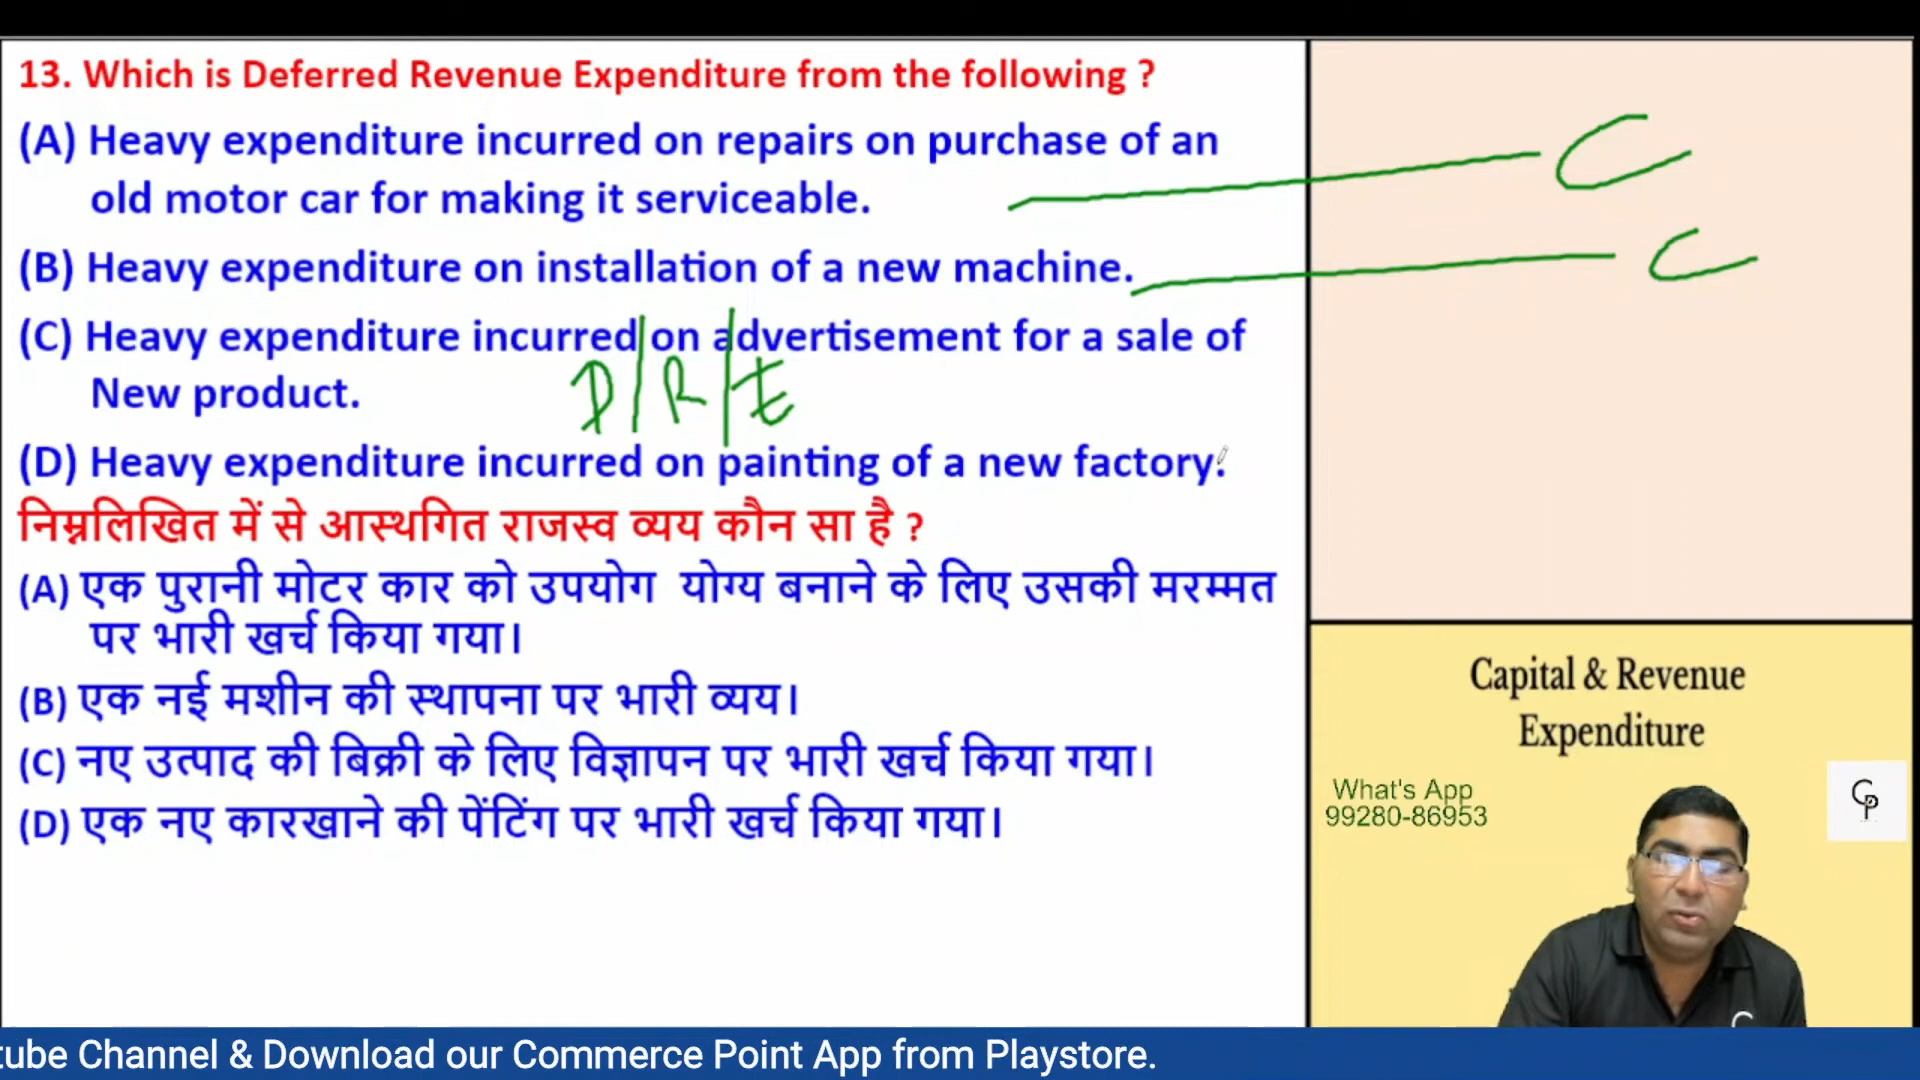 13. Which is Deferred Revenue Expenditure from the following ?
(A) Heavy expenditure incurred on repairs on purchase of an
old motor car for making it serviceable.
C
(B) Heavy expenditure on installation of a new machine.
C
(C) Heavy expenditure incurred on advertisement for a sale of
New product.
D/R/E
(D) Heavy expenditure incurred on painting of a new factory.
निम्नलिखित में से आस्थगित राजस्व व्यय कौन सा है ?
(A) एक पुरानी मोटर कार को उपयोग योग्य बनाने के लिए उसकी मरम्मत
पर भारी खर्च किया गया।
(B) एक नई मशीन की स्थापना पर भारी व्यय।
(C) नए उत्पाद की बिक्री के लिए विज्ञापन पर भारी खर्च किया गया।
(D) एक नए कारखाने की पेंटिंग पर भारी खर्च किया गया।
Capital & Revenue
Expenditure
What's App
99280-86953
CP
tube Channel & Download our Commerce Point App from Playstore.